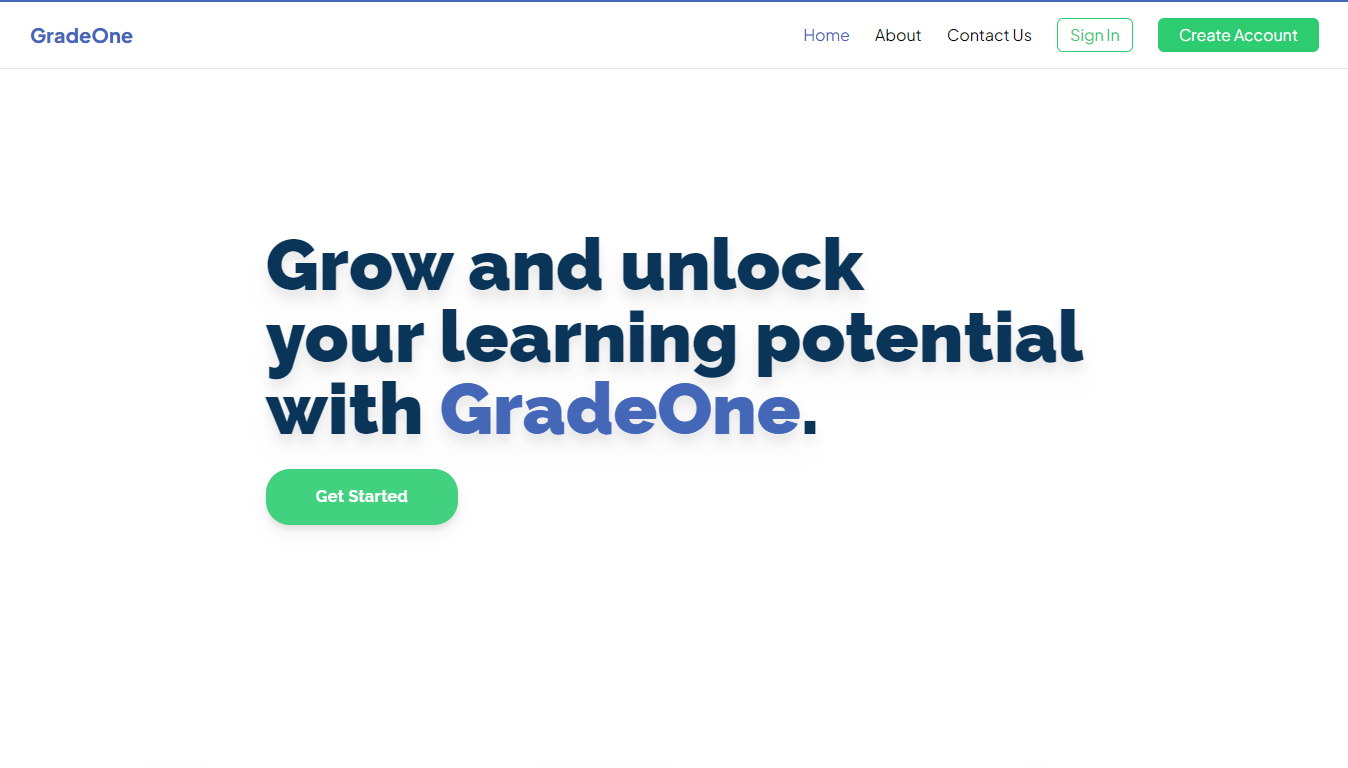 GradeOne
Home
About
Contact Us
Sign In
Create Account
Grow and unlock
your learning potential
with GradeOne.
Get Started